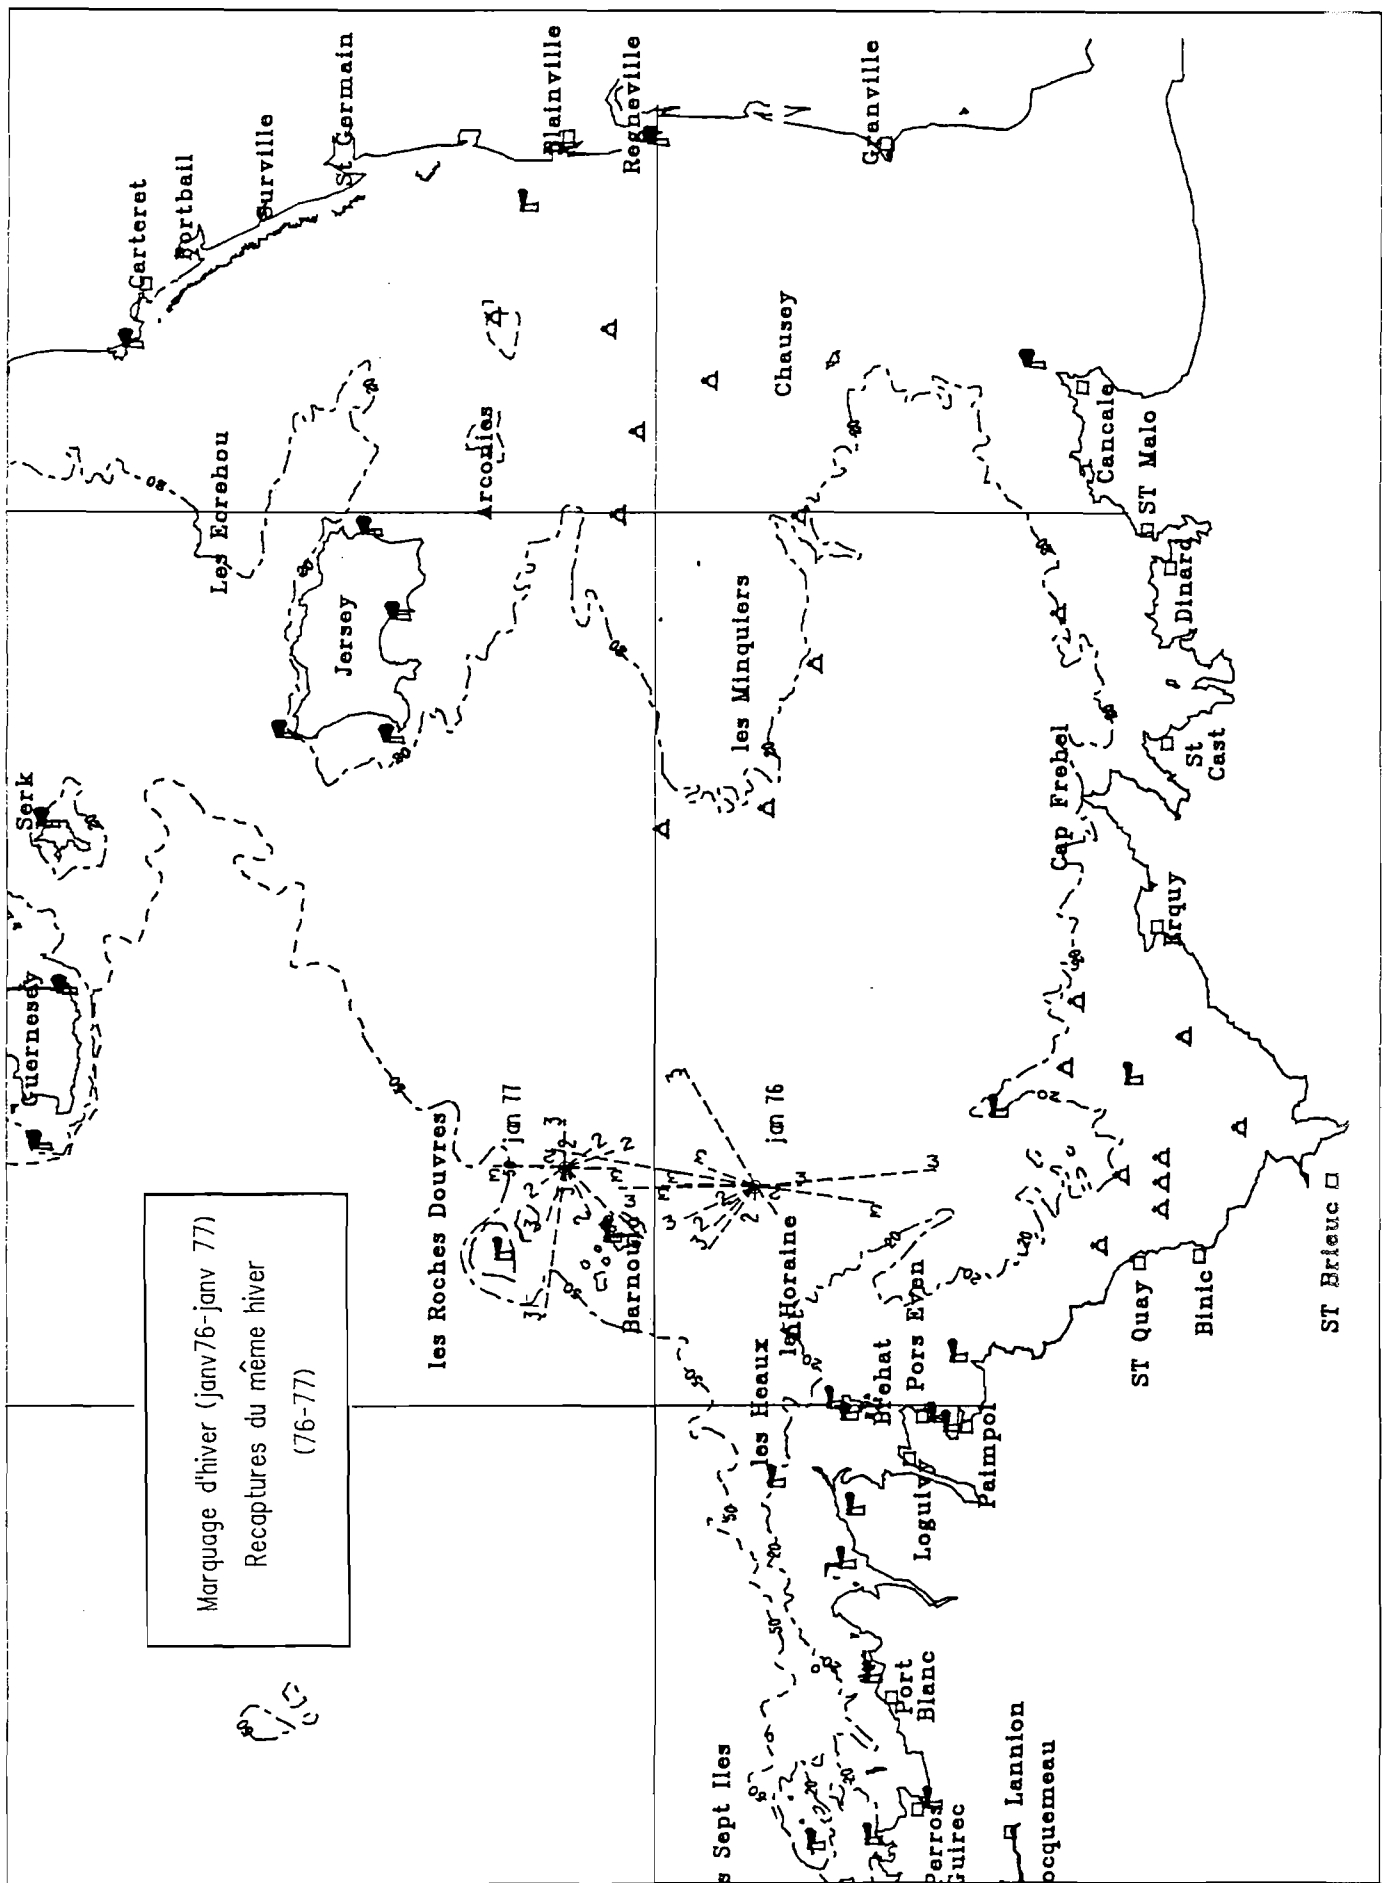 Marquage d'hiver (janv76-janv 77)
Recaptures du même hiver
(76-77)
Guernesey
Serk
Les Ecrehou
Jersey
Carteret
Portbail
Surville
St Germain
Blainville
Regneville
Granville
Arconies
Chausey
les Minquiers
les Roches Douvres
jan 77
Barnouic
jan 76
les Heaux
Horaine
Brehat
Pors Even
Loguivy
Paimpol
s Sept Iles
Port
Blanc
Perros
Guirec
Lannion
ocquemeau
ST Quay
Binic
ST Brieuc
Erquy
Cap Frehel
St
Cast
Dinard
ST Malo
Cancale